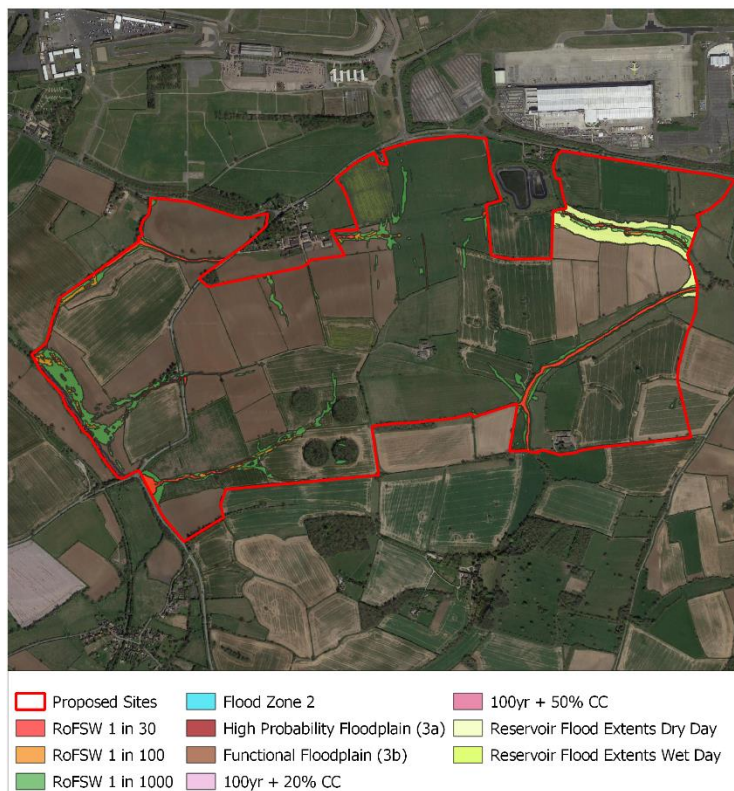 Proposed Sites
RoFSW 1 in 30
RoFSW 1 in 100
RoFSW 1 in 1000
Flood Zone 2
High Probability Floodplain (3a)
Functional Floodplain (3b)
100yr + 20% CC
100yr + 50% CC
Reservoir Flood Extents Dry Day
Reservoir Flood Extents Wet Day